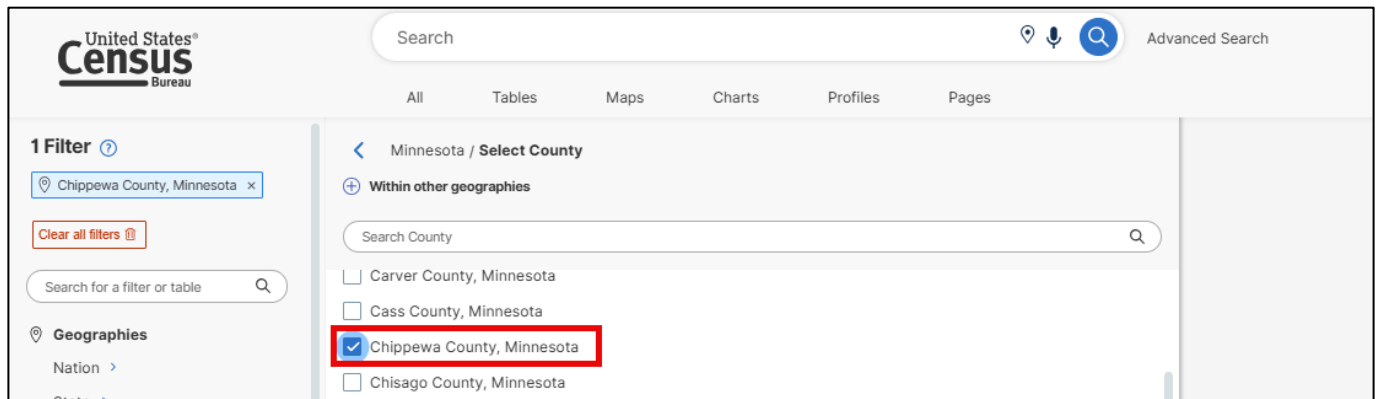 United States®
Census
Bureau
Search
Advanced Search
All Tables Maps Charts Profiles Pages
1 Filter
Chippewa County, Minnesota ×
Clear all filters
Search for a filter or table
Geographies
Nation >
Minnesota / Select County
Within other geographies
Search County
Carver County, Minnesota
Cass County, Minnesota
Chippewa County, Minnesota
Chisago County, Minnesota